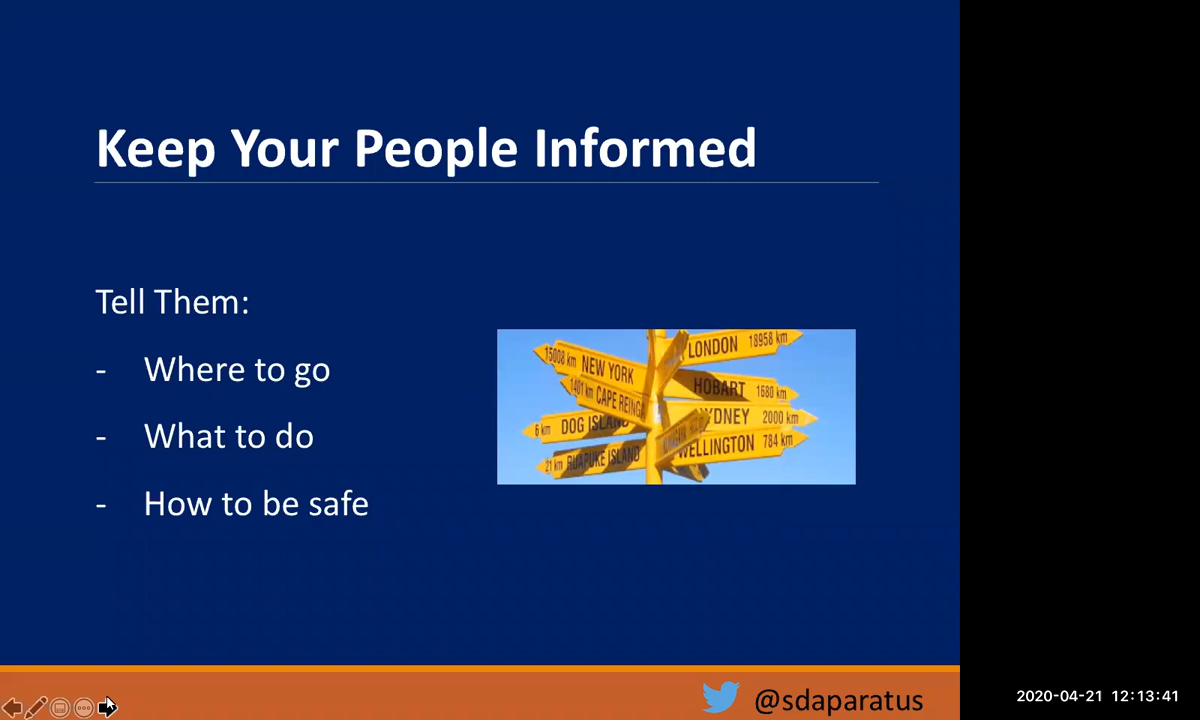 Keep Your People Informed
Tell Them:
- Where to go
- What to do
- How to be safe
15008 km NEW YORK
LONDON 18958 km
1401 km CAPE REINGA
HOBART 1680 km
6 km DOG ISLAND
YDNEY 2000 km
21 km RUAPUKE ISLAND
WELLINGTON 784 km
@sdaparatus
2020-04-21 12:13:41